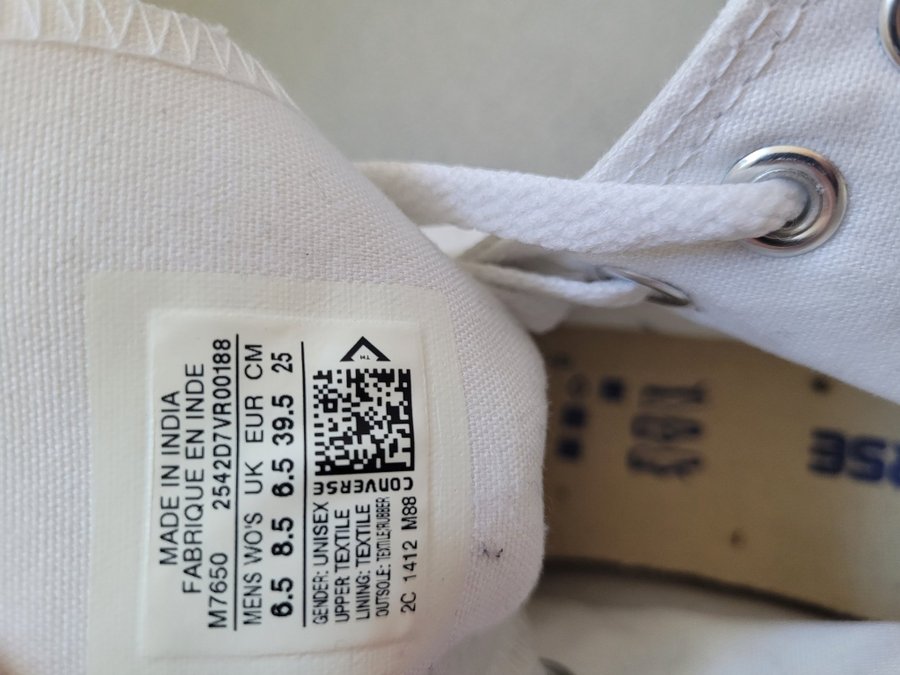 MADE IN INDIA
FABRIQUE EN INDE
M7650 2542D7VR00188
MENS WO'S UK EUR CM
6.5 8.5 6.5 39.5 25
GENDER: UNISEX
UPPER: TEXTILE
LINING: TEXTILE
OUTSOLE: TEXTILE/RUBBER
2C 1412 M88
CONVERSE
TM